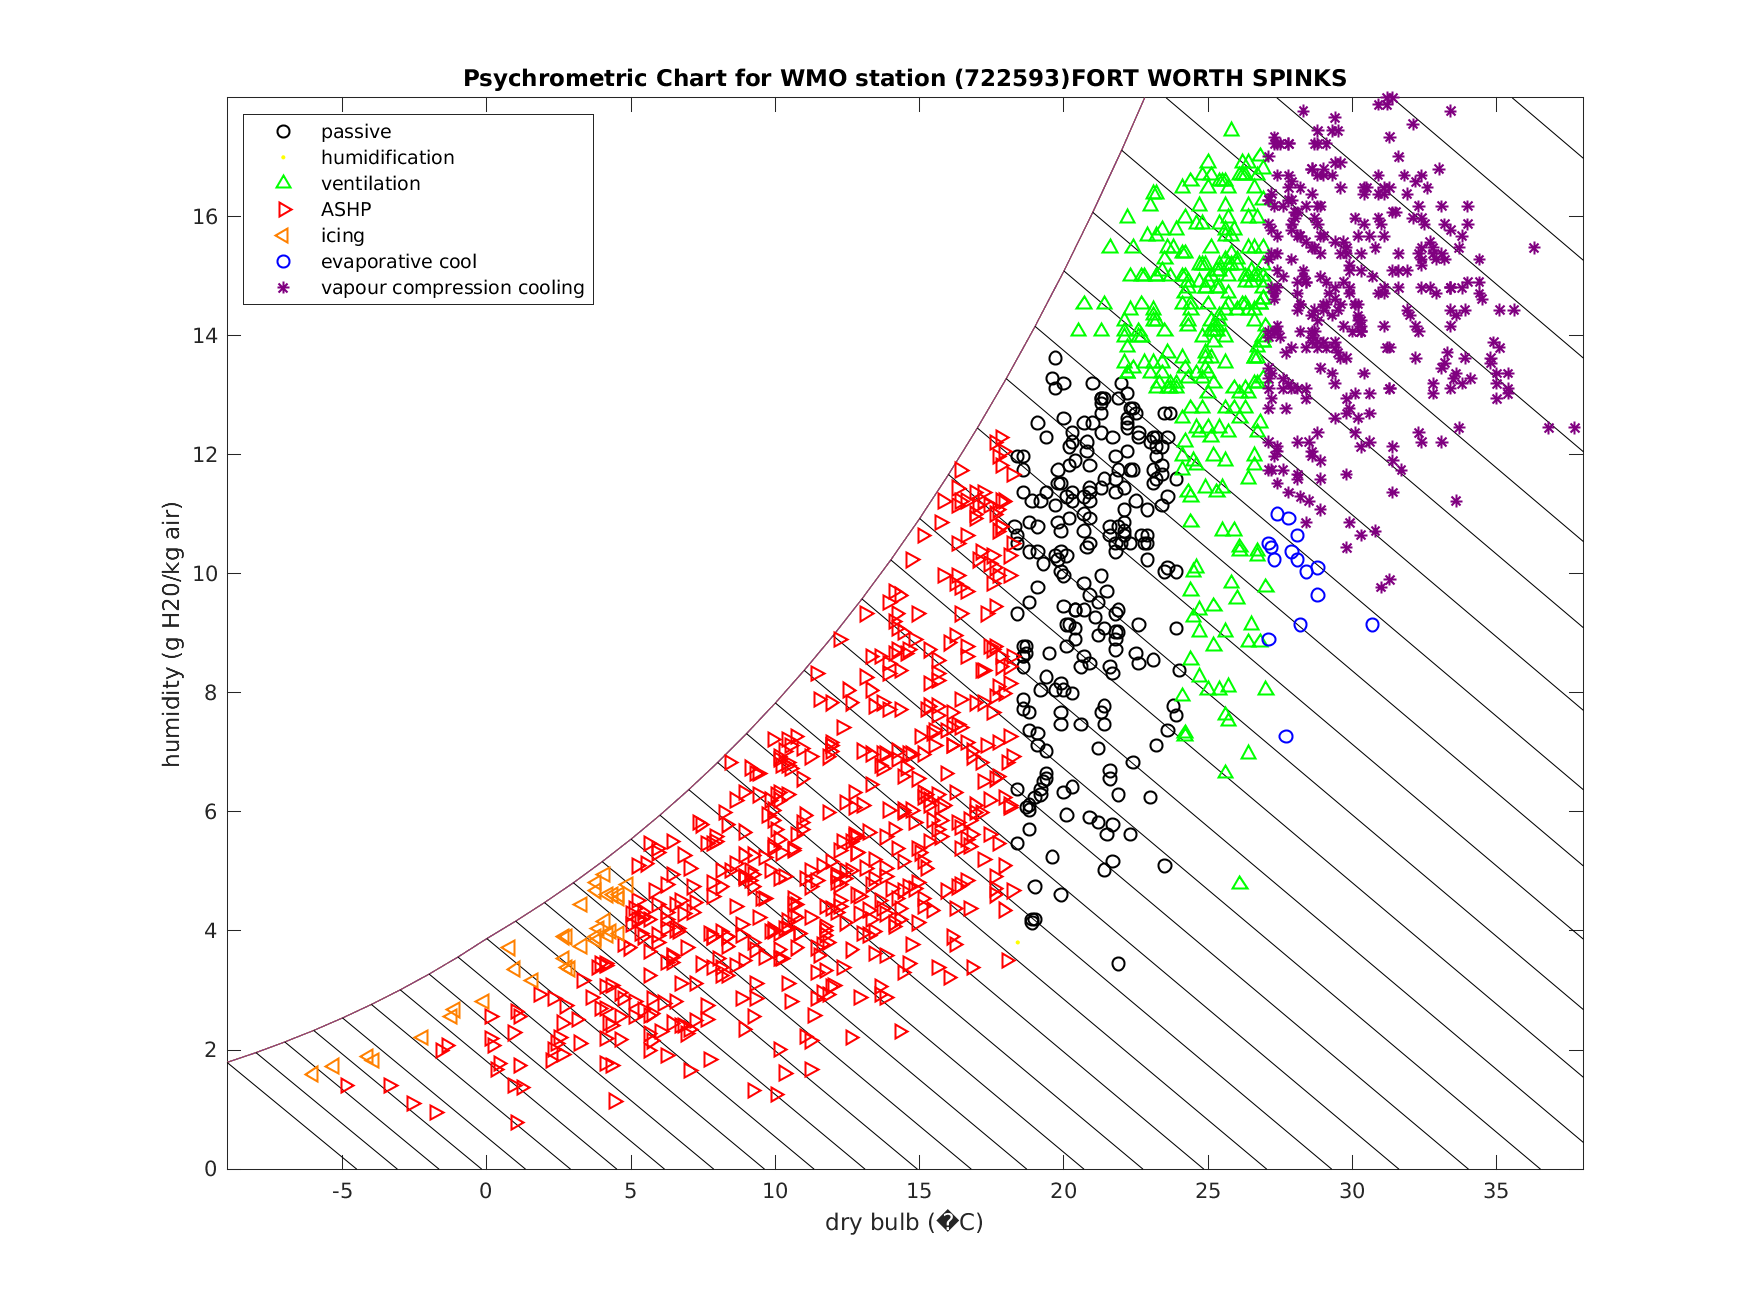 Psychrometric Chart for WMO station (722593)FORT WORTH SPINKS
passive
humidification
ventilation
ASHP
icing
evaporative cool
vapour compression cooling
humidity (g H20/kg air)
16
14
12
10
8
6
4
2
0
-5 0 5 10 15 20 25 30 35
dry bulb (�C)